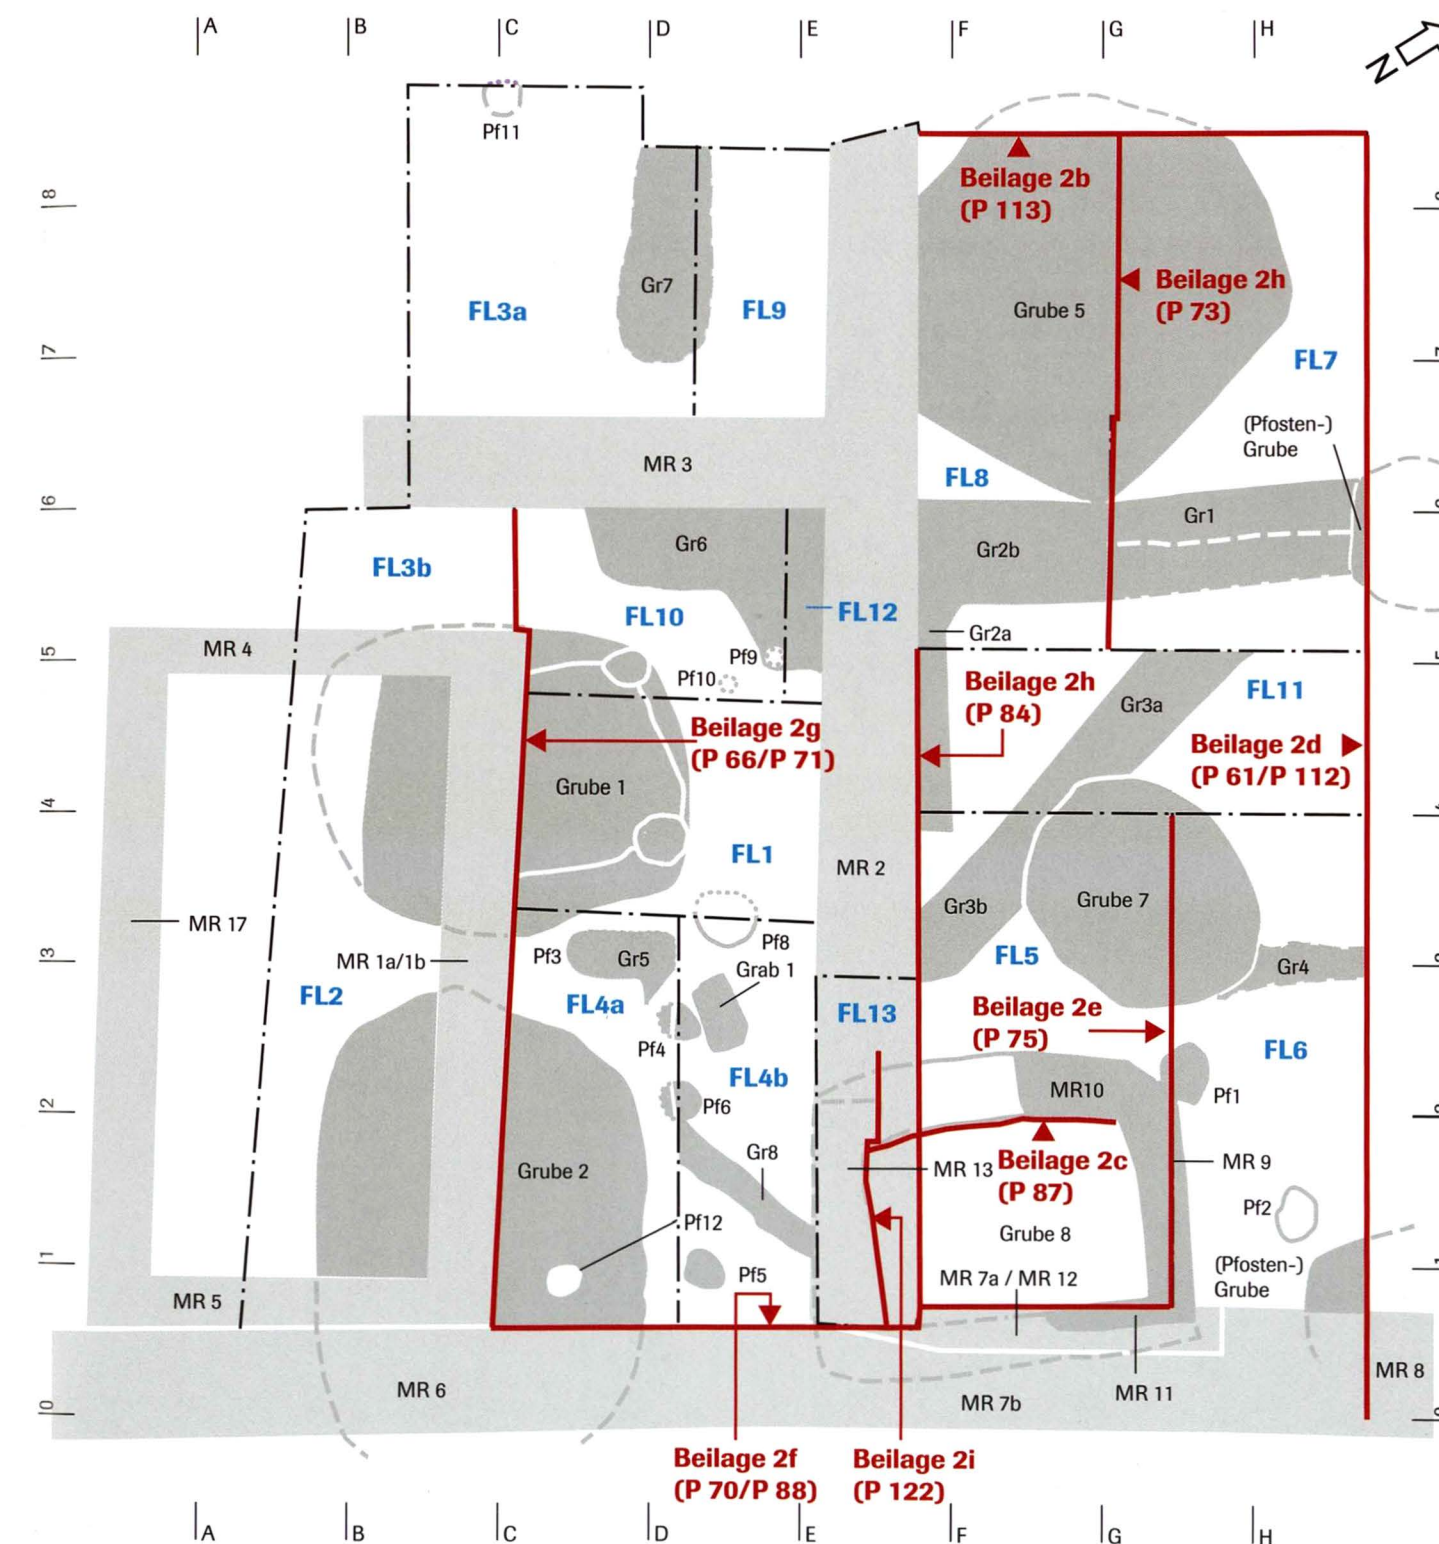 A B C D E F G H
N
Pf11
8
Beilage 2b
(P 113)
Gr7
Beilage 2h
(P 73)
FL3a
FL9
Grube 5
7
7
FL7
(Pfosten-)
Grube
MR 3
FL8
6
Gr1
Gr6
Gr2b
FL3b
FL10
FL12
Gr2a
MR 4
5
5
Pf9
Pf10
Beilage 2h
(P 84)
FL11
Gr3a
Beilage 2g
(P 66/P 71)
Beilage 2d
(P 61/P 112)
Grube 1
4
FL1
MR 2
Grube 7
Gr3b
MR 17
Pf8
Pf3
Gr5
MR 1a/1b
3
Grab 1
FL5
Gr4
FL2
FL4a
FL13
Beilage 2e
(P 75)
Pf4
FL6
FL4b
MR10
Pf1
2
Pf6
Gr8
MR 13
Beilage 2c
(P 87)
MR 9
Grube 2
Pf2
Pf12
Grube 8
1
1
Pf5
MR 7a / MR 12
(Pfosten-)
Grube
MR 5
MR 8
MR 6
MR 11
MR 7b
0
Beilage 2f
(P 70/P 88)
Beilage 2i
(P 122)
A B C D E F G H